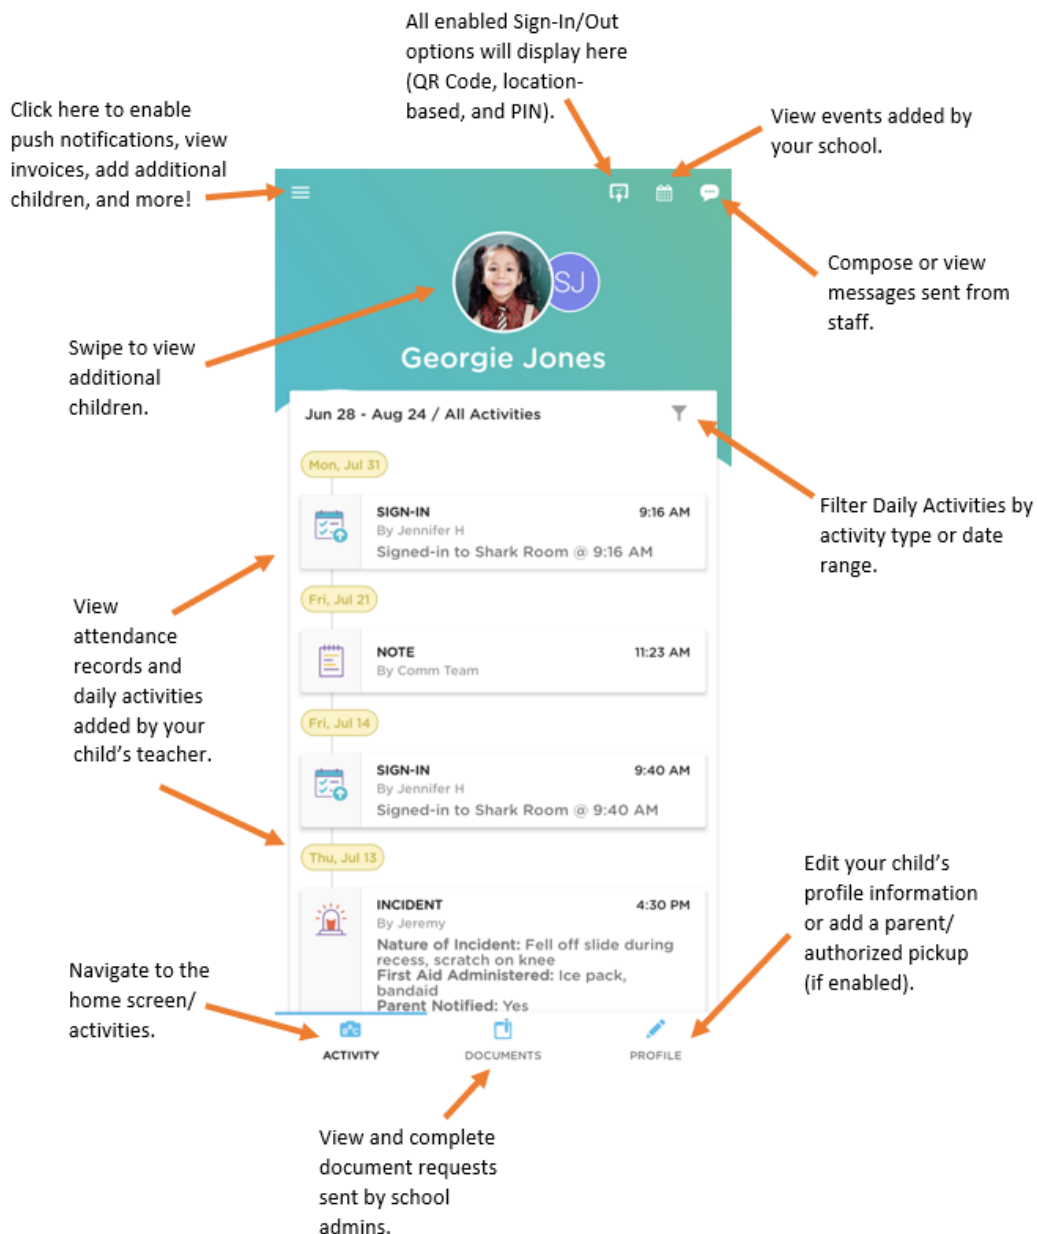 All enabled Sign-In/Out
options will display here
(QR Code, location-
based, and PIN).
Click here to enable
push notifications, view
invoices, add additional
children, and more!
View events added by
your school.
Compose or view
messages sent from
staff.
SJ
Swipe to view
additional
children.
Georgie Jones
Jun 28 - Aug 24 / All Activities
Filter Daily Activities by
activity type or date
range.
Mon, Jul 31
SIGN-IN 9:16 AM
By Jennifer H
Signed-in to Shark Room @ 9:16 AM
Fri, Jul 21
NOTE 11:23 AM
By Comm Team
View
attendance
records and
daily activities
added by your
child's teacher.
Fri, Jul 14
SIGN-IN 9:40 AM
By Jennifer H
Signed-in to Shark Room @ 9:40 AM
Thu, Jul 13
INCIDENT 4:30 PM
By Jeremy
Nature of Incident: Fell off slide during
recess, scratch on knee
First Aid Administered: Ice pack,
bandaid
Parent Notified: Yes
Edit your child's
profile information
or add a parent/
authorized pickup
(if enabled).
Navigate to the
home screen/
activities.
ACTIVITY
DOCUMENTS
PROFILE
View and complete
document requests
sent by school
admins.